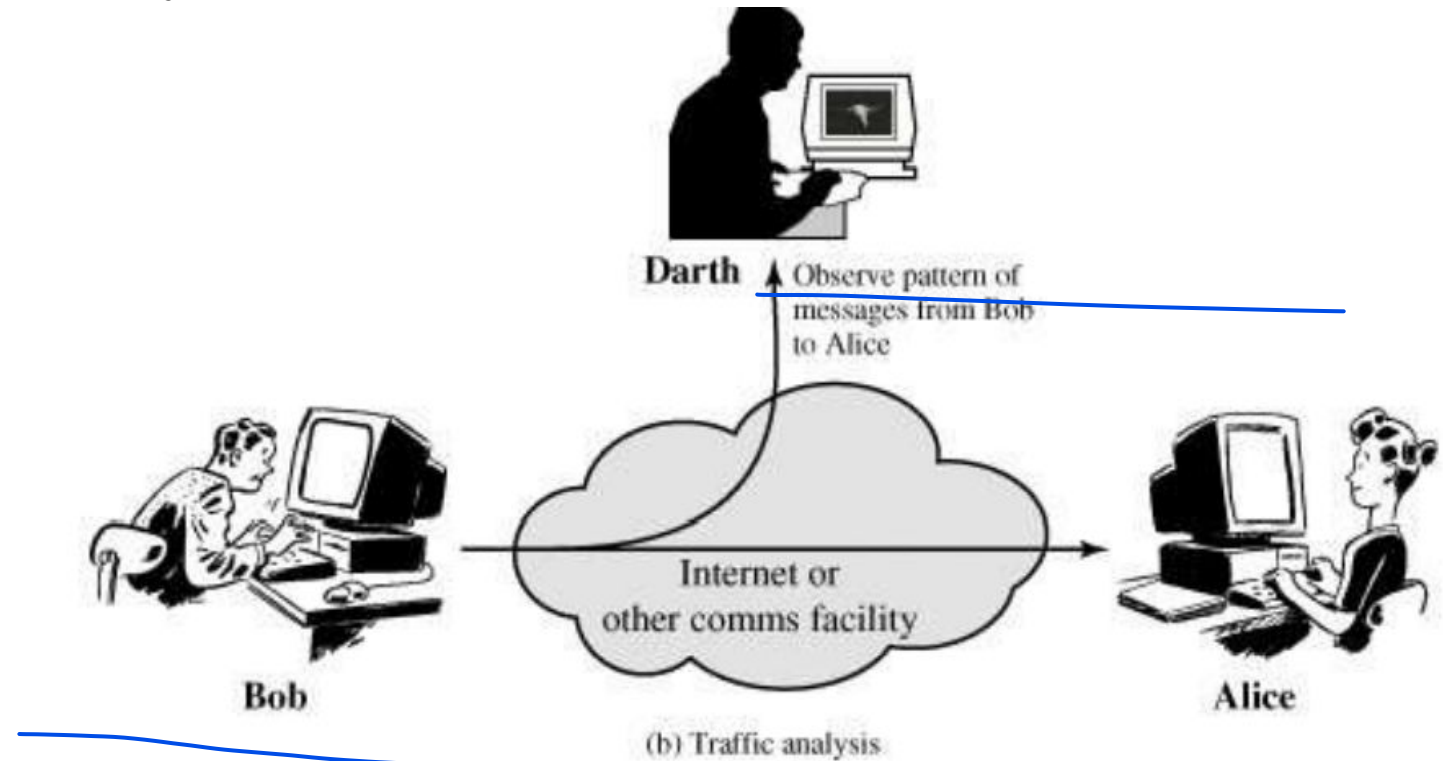 Darth
Observe pattern of
messages from Bob
to Alice
Internet or
other comms facility
Bob
Alice
(b) Traffic analysis